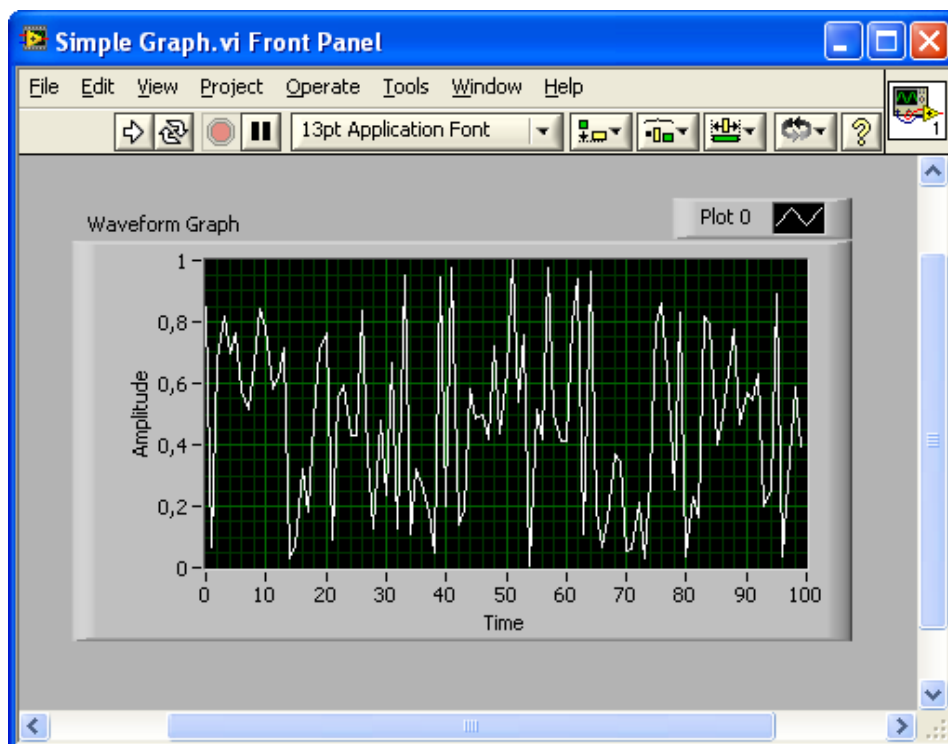 Simple Graph.vi Front Panel
File Edit View Project Operate Tools Window Help
13pt Application Font
1
Waveform Graph
Plot 0
1
0,8
0,6
0,4
0,2
0
Amplitude
0 10 20 30 40 50 60 70 80 90 100
Time